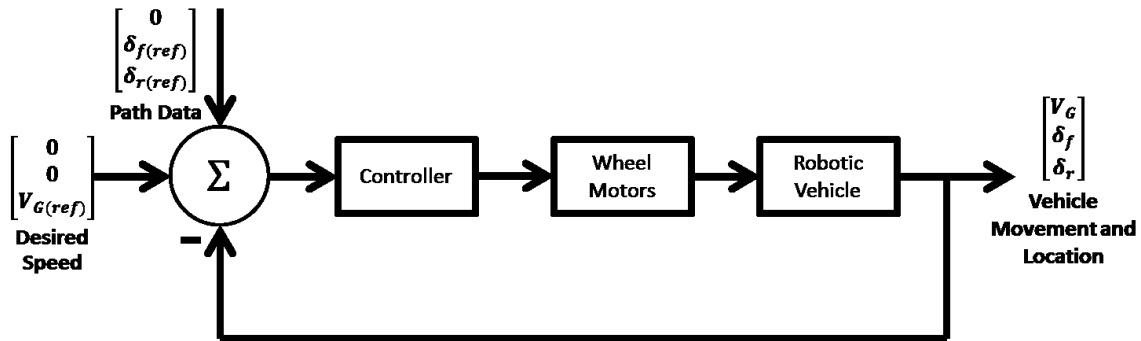 0
δf(ref)
δr(ref)
Path Data
0
0
VG(ref)
Desired
Speed
Σ
−
Controller
Wheel
Motors
Robotic
Vehicle
VG
δf
δr
Vehicle
Movement and
Location